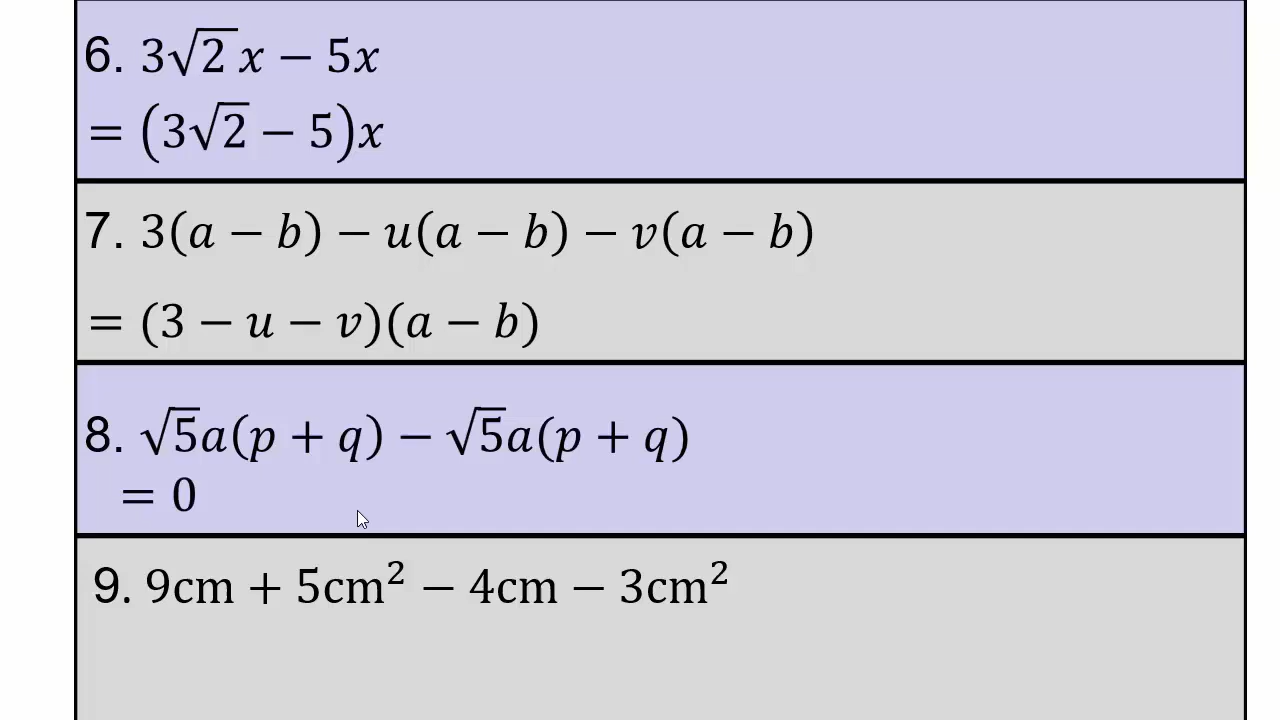 6. 3√2 x − 5x
= (3√2 − 5)x
7. 3(a − b) − u(a − b) − v(a − b)
= (3 − u − v)(a − b)
8. √5a(p + q) − √5a(p + q)
= 0
9. 9cm + 5cm² − 4cm − 3cm²